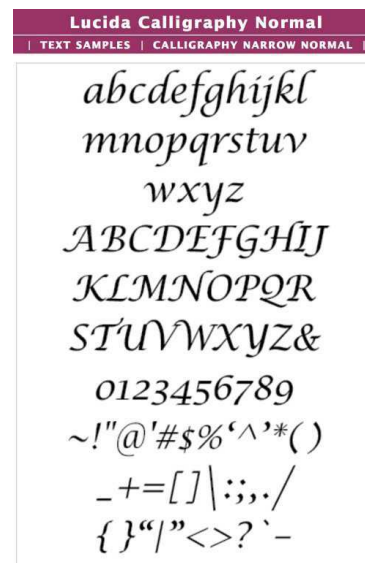 Lucida Calligraphy Normal
| TEXT SAMPLES | CALLIGRAPHY NARROW NORMAL |
abcdefghijkl
mnopqrstuv
wxyz
ABCDEFGHIJ
KLMNOPQR
STUVWXYZ&
0123456789
~!"@'#$%‘^’*( )
_+=[ ]\:;,./
{ }“|”<>?`–